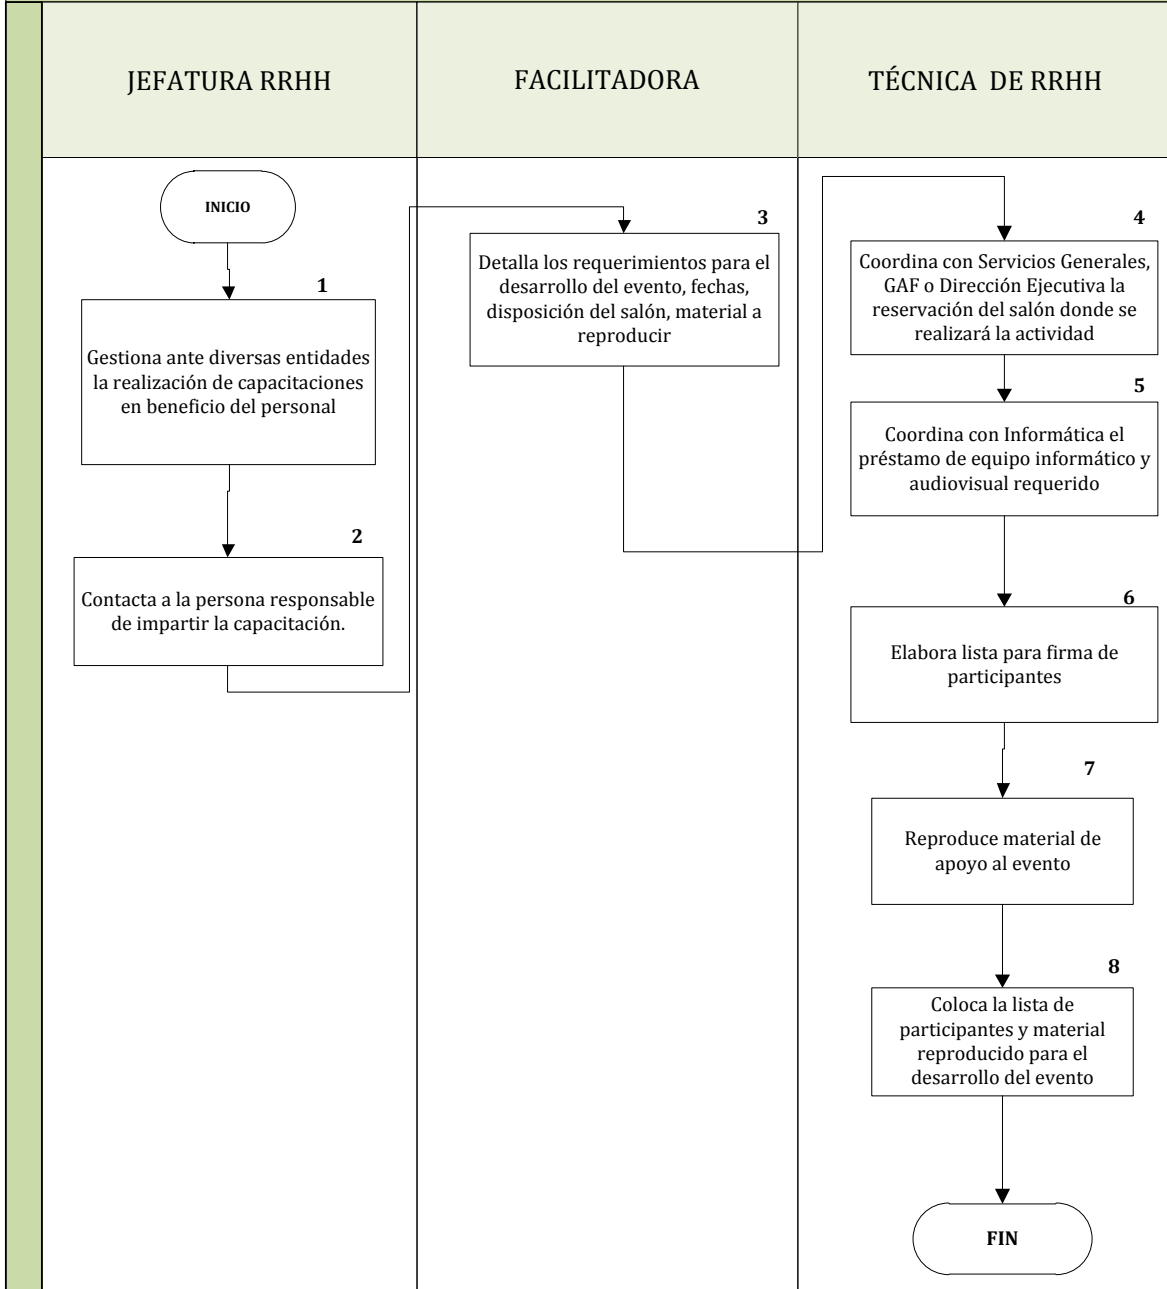 JEFATURA RRHH
FACILITADORA
TÉCNICA DE RRHH
INICIO
1
Gestiona ante diversas entidades
la realización de capacitaciones
en beneficio del personal
2
Contacta a la persona responsable
de impartir la capacitación.
3
Detalla los requerimientos para el
desarrollo del evento, fechas,
disposición del salón, material a
reproducir
4
Coordina con Servicios Generales,
GAF o Dirección Ejecutiva la
reservación del salón donde se
realizará la actividad
5
Coordina con Informática el
préstamo de equipo informático y
audiovisual requerido
6
Elabora lista para firma de
participantes
7
Reproduce material de
apoyo al evento
8
Coloca la lista de
participantes y material
reproducido para el
desarrollo del evento
FIN